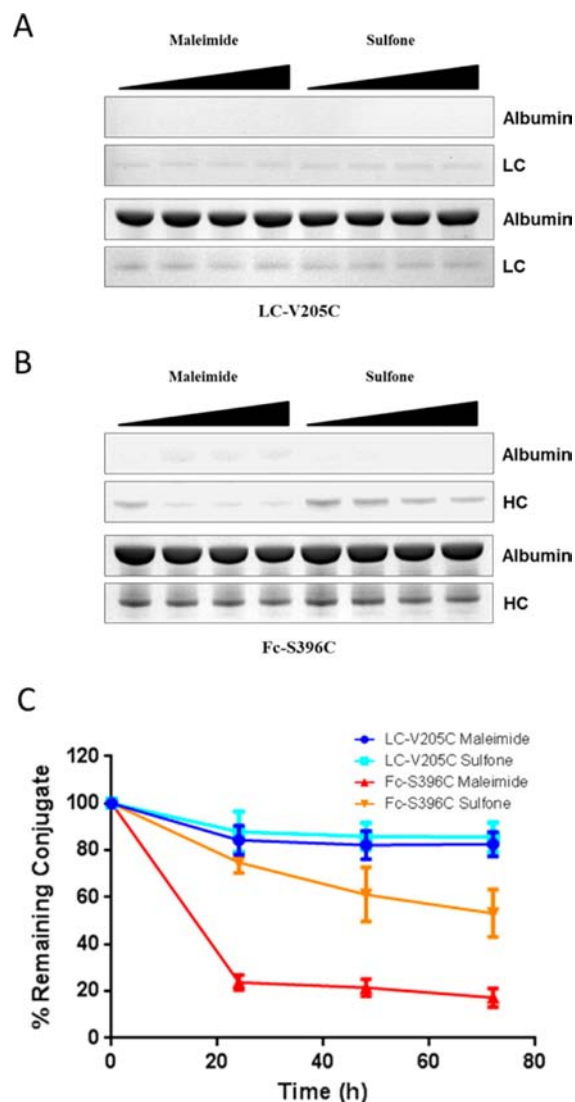 A
Maleimide Sulfone
Albumin
LC
Albumin
LC
LC-V205C
B
Maleimide Sulfone
Albumin
HC
Albumin
HC
Fc-S396C
C
LC-V205C Maleimide
LC-V205C Sulfone
Fc-S396C Maleimide
Fc-S396C Sulfone
% Remaining Conjugate
120
100
80
60
40
20
0
0 20 40 60 80
Time (h)